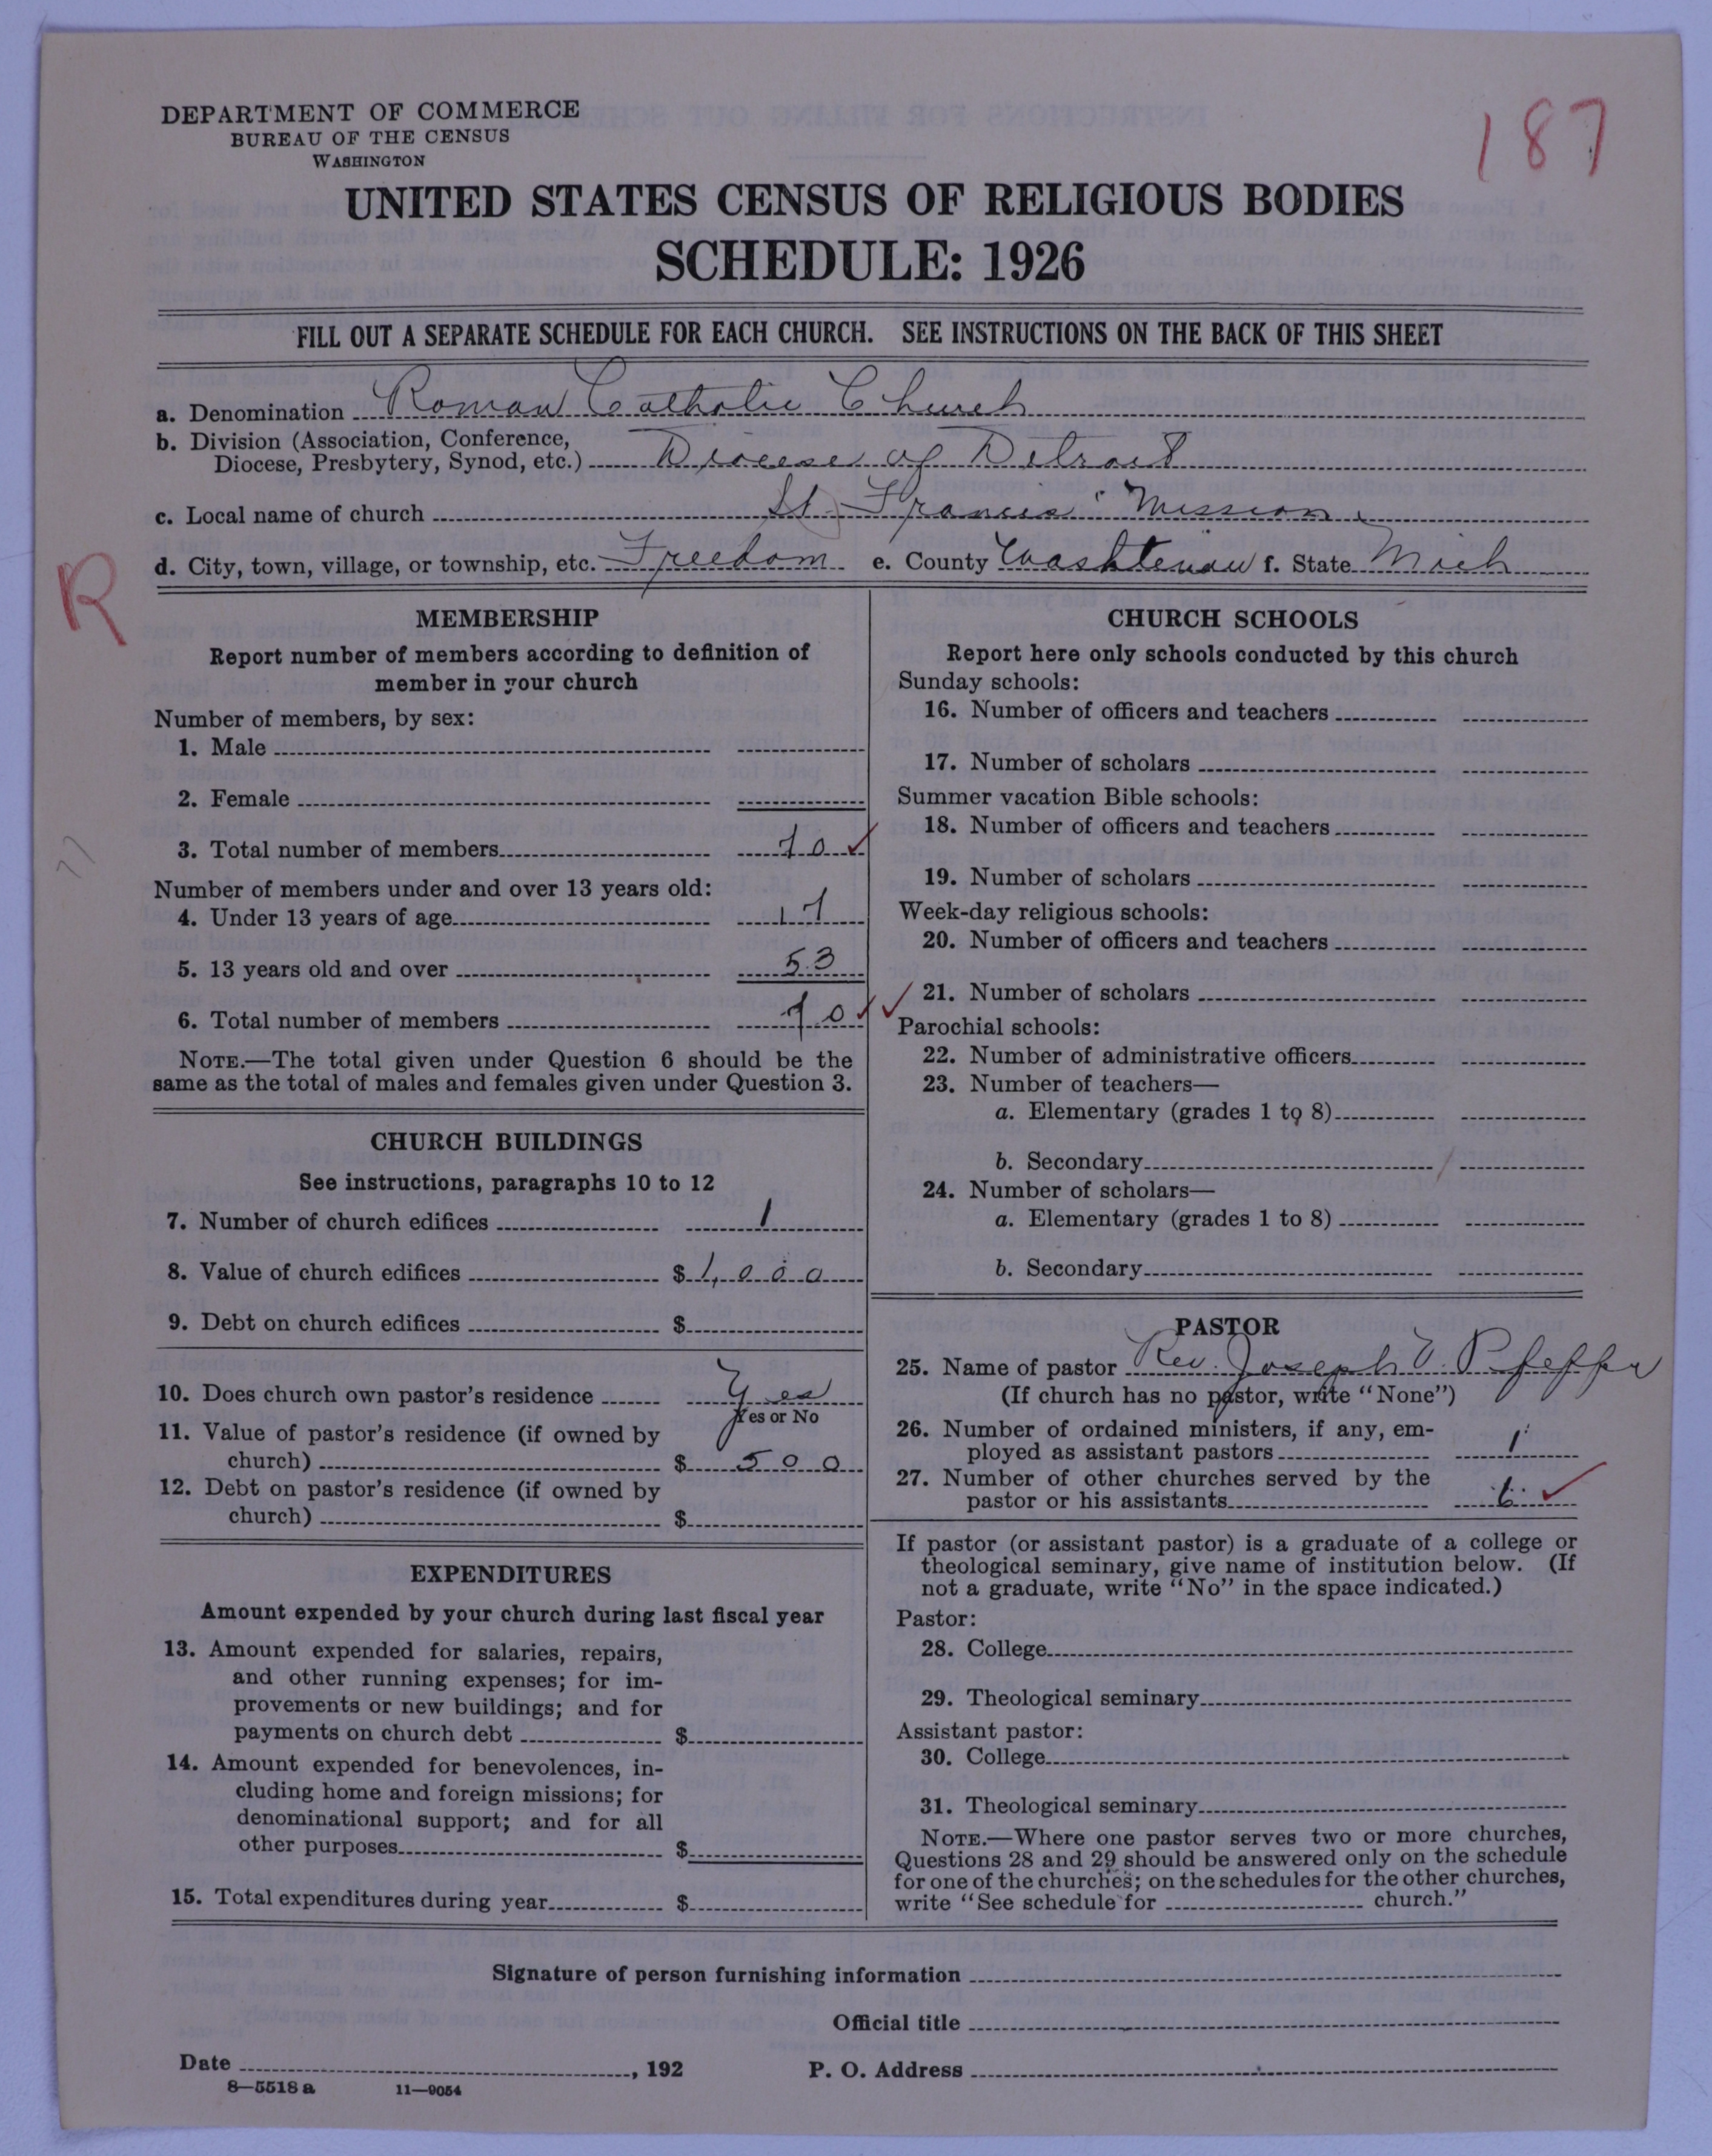 DEPARTMENT OF COMMERCE
BUREAU OF THE CENSUS
WASHINGTON
187
UNITED STATES CENSUS OF RELIGIOUS BODIES
SCHEDULE: 1926
FILL OUT A SEPARATE SCHEDULE FOR EACH CHURCH. SEE INSTRUCTIONS ON THE BACK OF THIS SHEET
a. Denomination Roman Catholic Church
b. Division (Association, Conference,
Diocese, Presbytery, Synod, etc.) Diocese of Detroit
c. Local name of church St. Francis' Mission
d. City, town, village, or township, etc. Freedom e. County Washtenaw f. State Mich
R
MEMBERSHIP
Report number of members according to definition of
member in your church
Number of members, by sex:
1. Male
2. Female
3. Total number of members 70 ✓
Number of members under and over 13 years old:
4. Under 13 years of age 17
5. 13 years old and over 53
6. Total number of members 70 ✓ ✓
NOTE.—The total given under Question 6 should be the
same as the total of males and females given under Question 3.
CHURCH BUILDINGS
See instructions, paragraphs 10 to 12
7. Number of church edifices 1
8. Value of church edifices $ 1,000
9. Debt on church edifices $
10. Does church own pastor's residence Yes
Yes or No
11. Value of pastor's residence (if owned by
church) $ 500
12. Debt on pastor's residence (if owned by
church) $
EXPENDITURES
Amount expended by your church during last fiscal year
13. Amount expended for salaries, repairs,
and other running expenses; for im-
provements or new buildings; and for
payments on church debt $
14. Amount expended for benevolences, in-
cluding home and foreign missions; for
denominational support; and for all
other purposes $
15. Total expenditures during year $
CHURCH SCHOOLS
Report here only schools conducted by this church
Sunday schools:
16. Number of officers and teachers
17. Number of scholars
Summer vacation Bible schools:
18. Number of officers and teachers
19. Number of scholars
Week-day religious schools:
20. Number of officers and teachers
21. Number of scholars
Parochial schools:
22. Number of administrative officers
23. Number of teachers—
a. Elementary (grades 1 to 8)
b. Secondary
24. Number of scholars—
a. Elementary (grades 1 to 8)
b. Secondary
PASTOR
25. Name of pastor Rev. Joseph V. Pfeffer
(If church has no pastor, write "None")
26. Number of ordained ministers, if any, em-
ployed as assistant pastors 1
27. Number of other churches served by the
pastor or his assistants 6 ✓
If pastor (or assistant pastor) is a graduate of a college or
theological seminary, give name of institution below. (If
not a graduate, write "No" in the space indicated.)
Pastor:
28. College
29. Theological seminary
Assistant pastor:
30. College
31. Theological seminary
NOTE.—Where one pastor serves two or more churches,
Questions 28 and 29 should be answered only on the schedule
for one of the churches; on the schedules for the other churches,
write "See schedule for church."
Signature of person furnishing information
Official title
Date , 192 P. O. Address
8—5518 a 11—9054